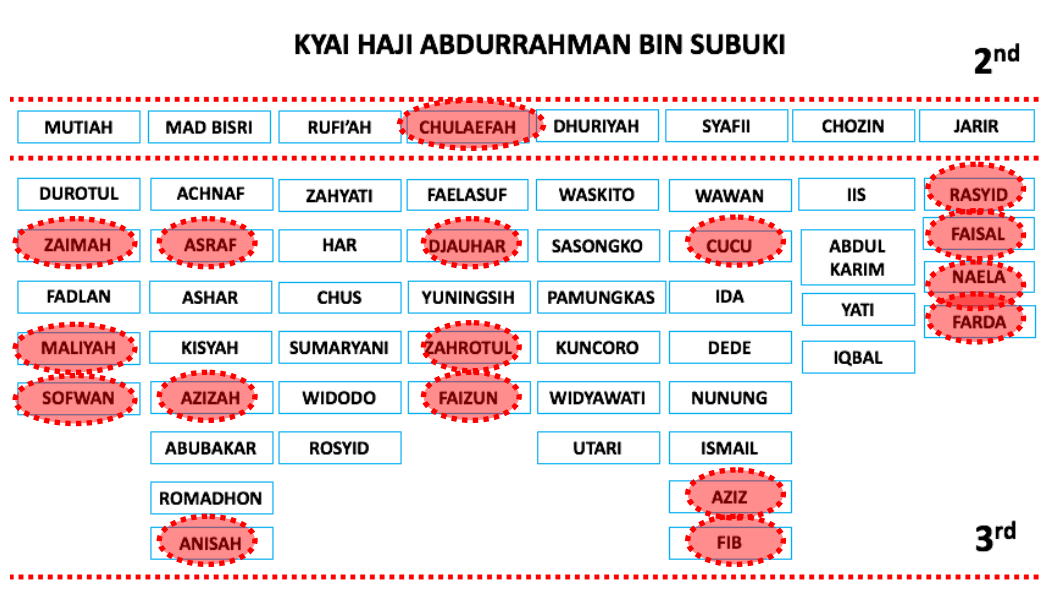 KYAI HAJI ABDURRAHMAN BIN SUBUKI
2nd
MUTIAH MAD BISRI RUFI'AH CHULAEFAH DHURIYAH SYAFII CHOZIN JARIR
DUROTUL ACHNAF ZAHYATI FAELASUF WASKITO WAWAN IIS RASYID
ZAIMAH ASRAF HAR DJAUHAR SASONGKO CUCU ABDUL KARIM FAISAL
FADLAN ASHAR CHUS YUNINGSIH PAMUNGKAS IDA YATI NAELA
MALIYAH KISYAH SUMARYANI ZAHROTUL KUNCORO DEDE IQBAL FARDA
SOFWAN AZIZAH WIDODO FAIZUN WIDYAWATI NUNUNG
ABUBAKAR ROSYID UTARI ISMAIL
ROMADHON AZIZ
ANISAH FIB
3rd